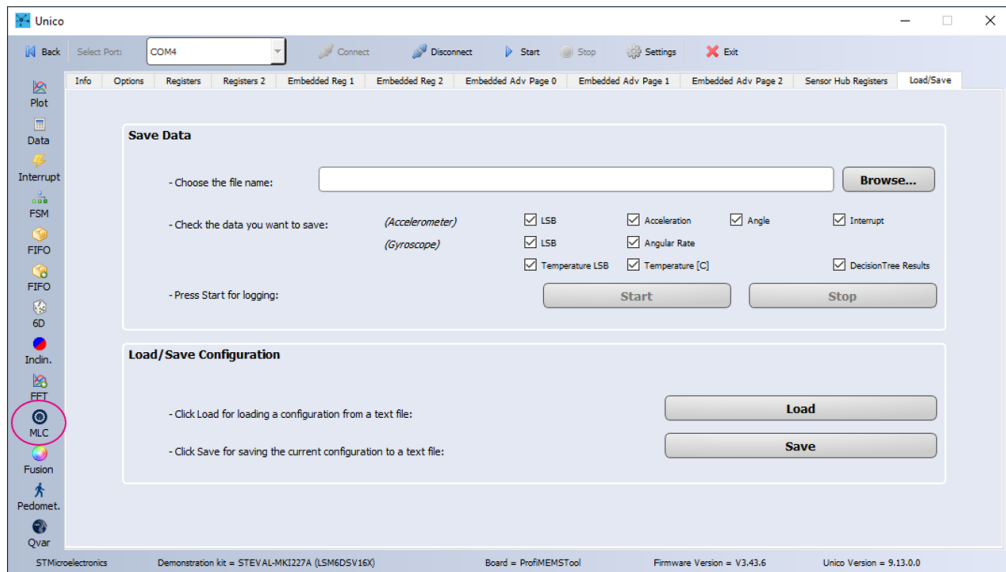 Unico
Back Select Port: COM4 Connect Disconnect Start Stop Settings Exit
Info Options Registers Registers 2 Embedded Reg 1 Embedded Reg 2 Embedded Adv Page 0 Embedded Adv Page 1 Embedded Adv Page 2 Sensor Hub Registers Load/Save
Plot
Data
Interrupt
FSM
FIFO
FIFO
6D
Inclin.
FFT
MLC
Fusion
Pedomet.
Qvar
Save Data
- Choose the file name: Browse...
- Check the data you want to save: (Accelerometer) LSB Acceleration Angle Interrupt
(Gyroscope) LSB Angular Rate
Temperature LSB Temperature [C] DecisionTree Results
- Press Start for logging: Start Stop
Load/Save Configuration
- Click Load for loading a configuration from a text file: Load
- Click Save for saving the current configuration to a text file: Save
STMicroelectronics Demonstration kit = STEVAL-MKI227A (LSM6DSV16X) Board = ProfiMEMSTool Firmware Version = V3.43.6 Unico Version = 9.13.0.0